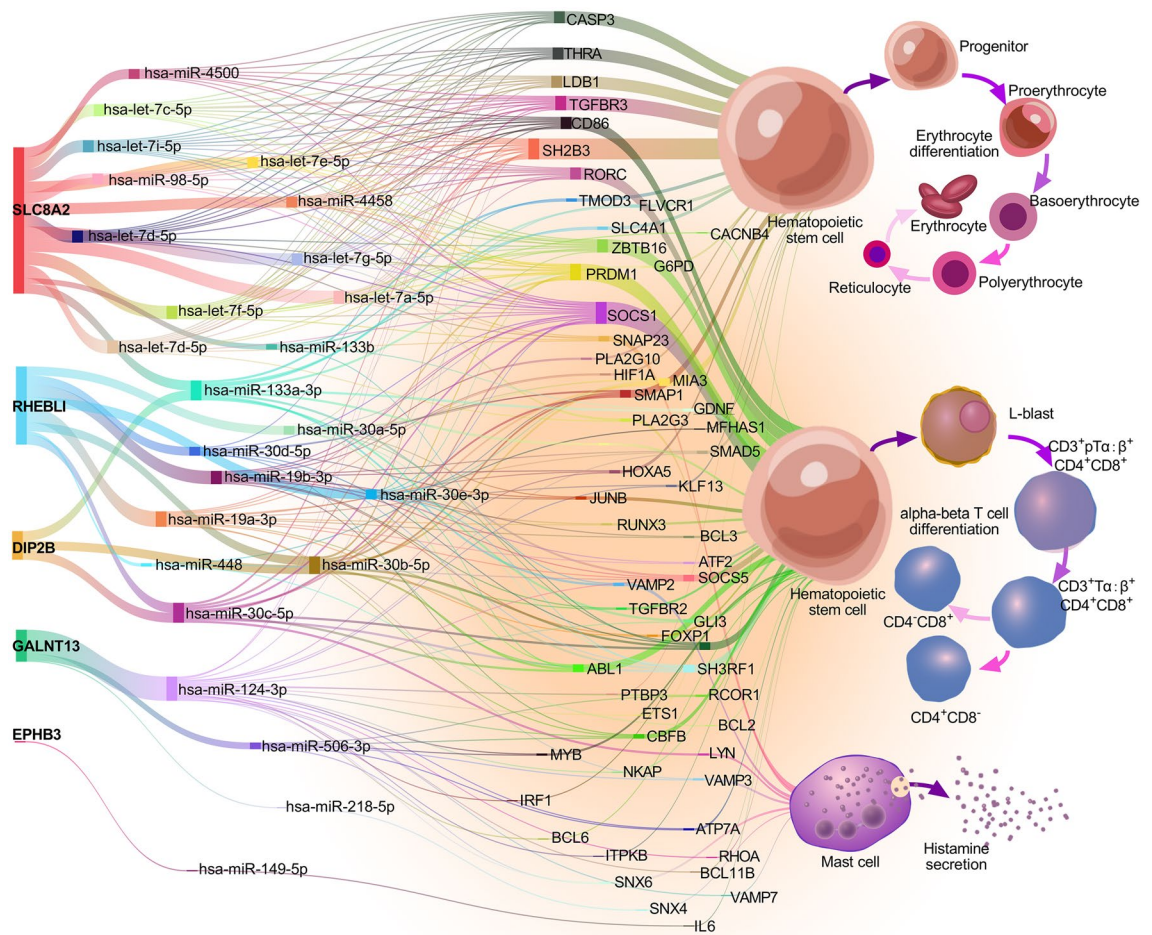 SLC8A2
RHEBLI
DIP2B
GALNT13
EPHB3
hsa-miR-4500
hsa-let-7c-5p
hsa-let-7i-5p
hsa-let-7e-5p
hsa-miR-98-5p
hsa-miR-4458
hsa-let-7d-5p
hsa-let-7g-5p
hsa-let-7a-5p
hsa-let-7f-5p
hsa-let-7d-5p
hsa-miR-133b
hsa-miR-133a-3p
hsa-miR-30a-5p
hsa-miR-30d-5p
hsa-miR-19b-3p
hsa-miR-30e-3p
hsa-miR-19a-3p
hsa-miR-448
hsa-miR-30b-5p
hsa-miR-30c-5p
hsa-miR-124-3p
hsa-miR-506-3p
hsa-miR-218-5p
hsa-miR-149-5p
CASP3
THRA
LDB1
TGFBR3
CD86
SH2B3
RORC
TMOD3
FLVCR1
SLC4A1
CACNB4
ZBTB16
G6PD
PRDM1
SOCS1
SNAP23
PLA2G10
HIF1A
MIA3
SMAP1
GDNF
PLA2G3
MFHAS1
SMAD5
HOXA5
KLF13
JUNB
RUNX3
BCL3
ATF2
SOCS5
VAMP2
TGFBR2
GLI3
FOXP1
ABL1
SH3RF1
PTBP3
RCOR1
ETS1
BCL2
CBFB
MYB
LYN
NKAP
VAMP3
IRF1
ATP7A
BCL6
ITPKB
RHOA
BCL11B
SNX6
VAMP7
SNX4
IL6
Hematopoietic
stem cell
Progenitor
Proerythrocyte
Erythrocyte
differentiation
Basoerythrocyte
Erythrocyte
Reticulocyte
Polyerythrocyte
Hematopoietic
stem cell
L-blast
CD3⁺pTα:β⁺
CD4⁺CD8⁺
alpha-beta T cell
differentiation
CD3⁺Tα:β⁺
CD4⁺CD8⁺
CD4⁻CD8⁺
CD4⁺CD8⁻
Mast cell
Histamine
secretion